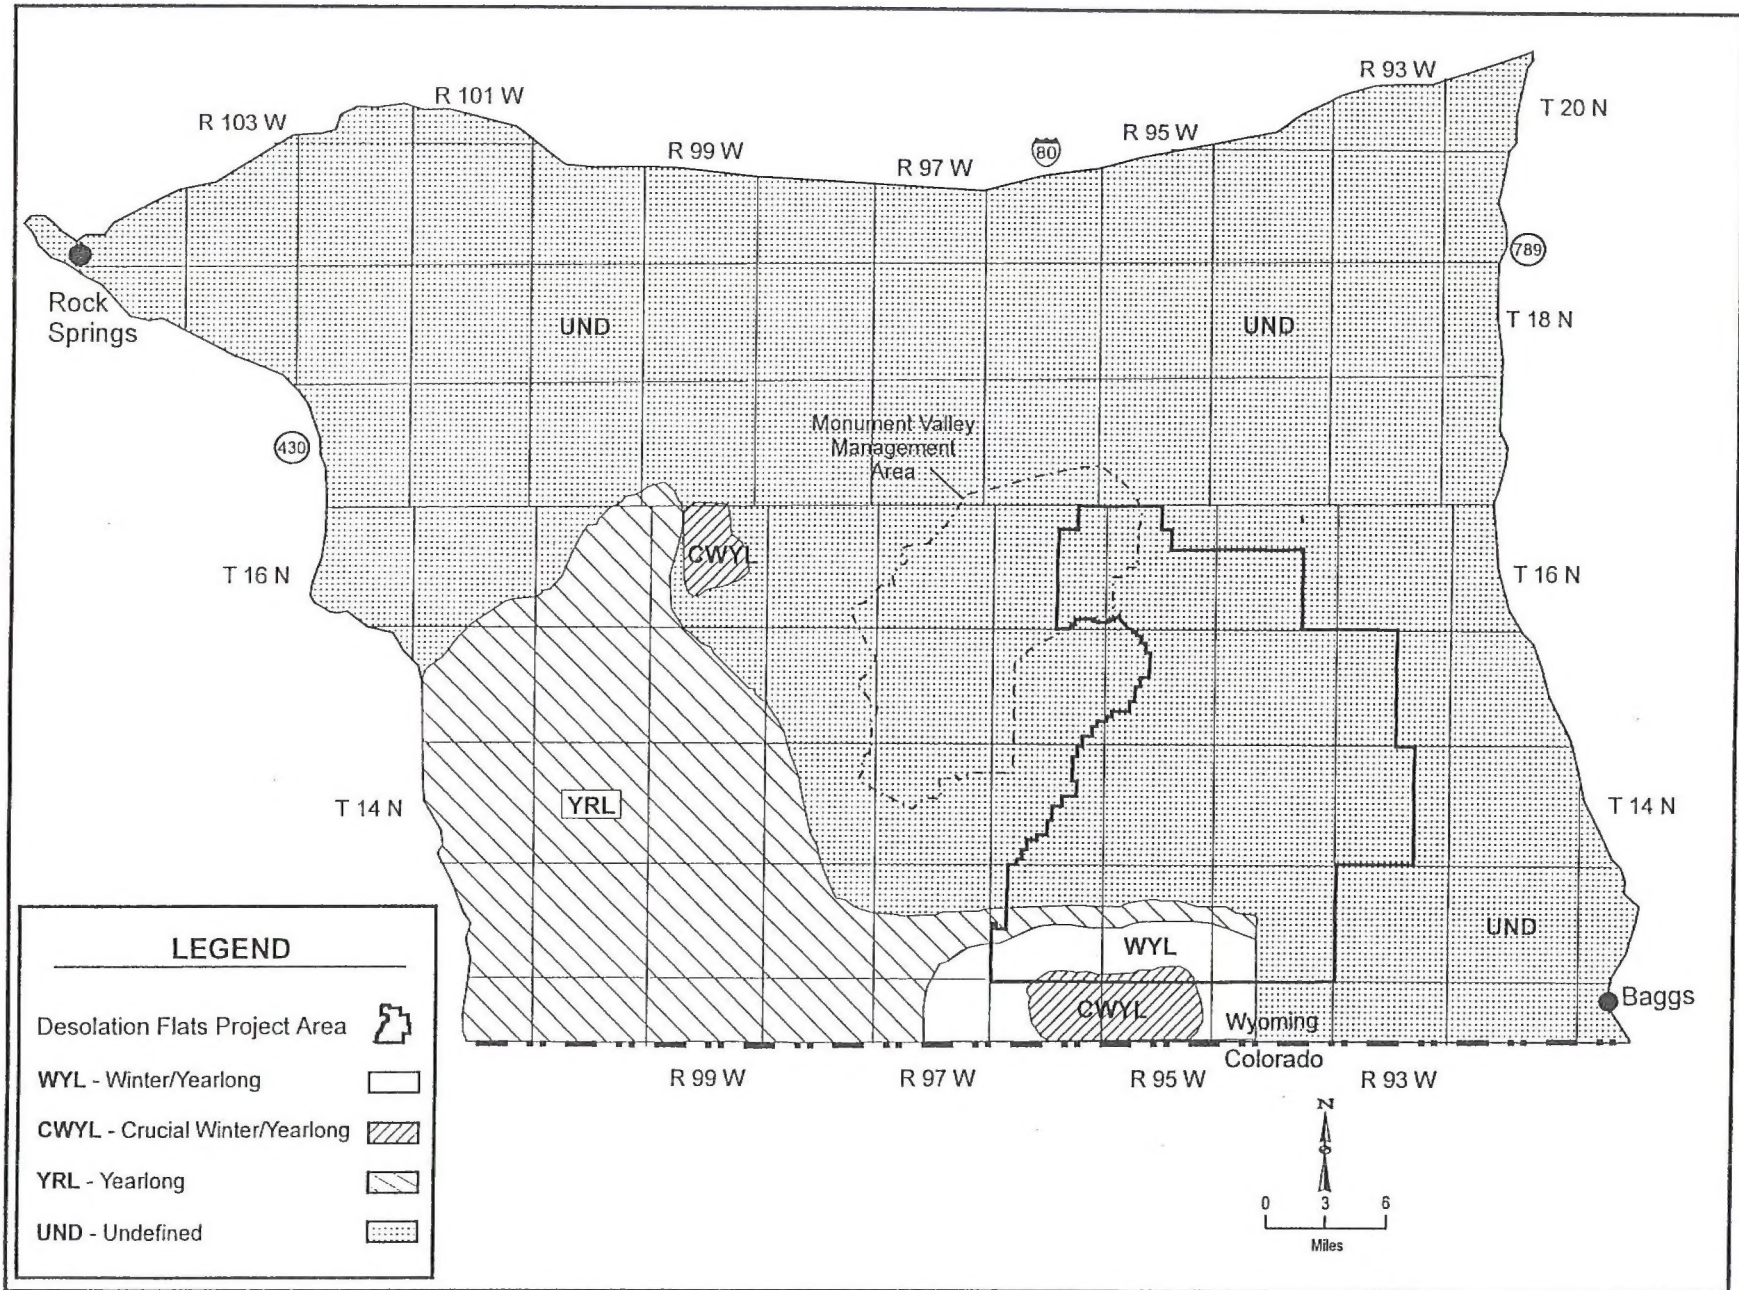 R 93 W
R 101 W
T 20 N
R 103 W
R 95 W
R 99 W
80
R 97 W
789
Rock
Springs
UND
UND
T 18 N
Monument Valley
Management
Area
430
CWYL
T 16 N
T 16 N
YRL
T 14 N
T 14 N
UND
WYL
CWYL
Baggs
Wyoming
Colorado
R 99 W
R 97 W
R 95 W
R 93 W
LEGEND
Desolation Flats Project Area
WYL - Winter/Yearlong
CWYL - Crucial Winter/Yearlong
YRL - Yearlong
UND - Undefined
N
0 3 6
Miles